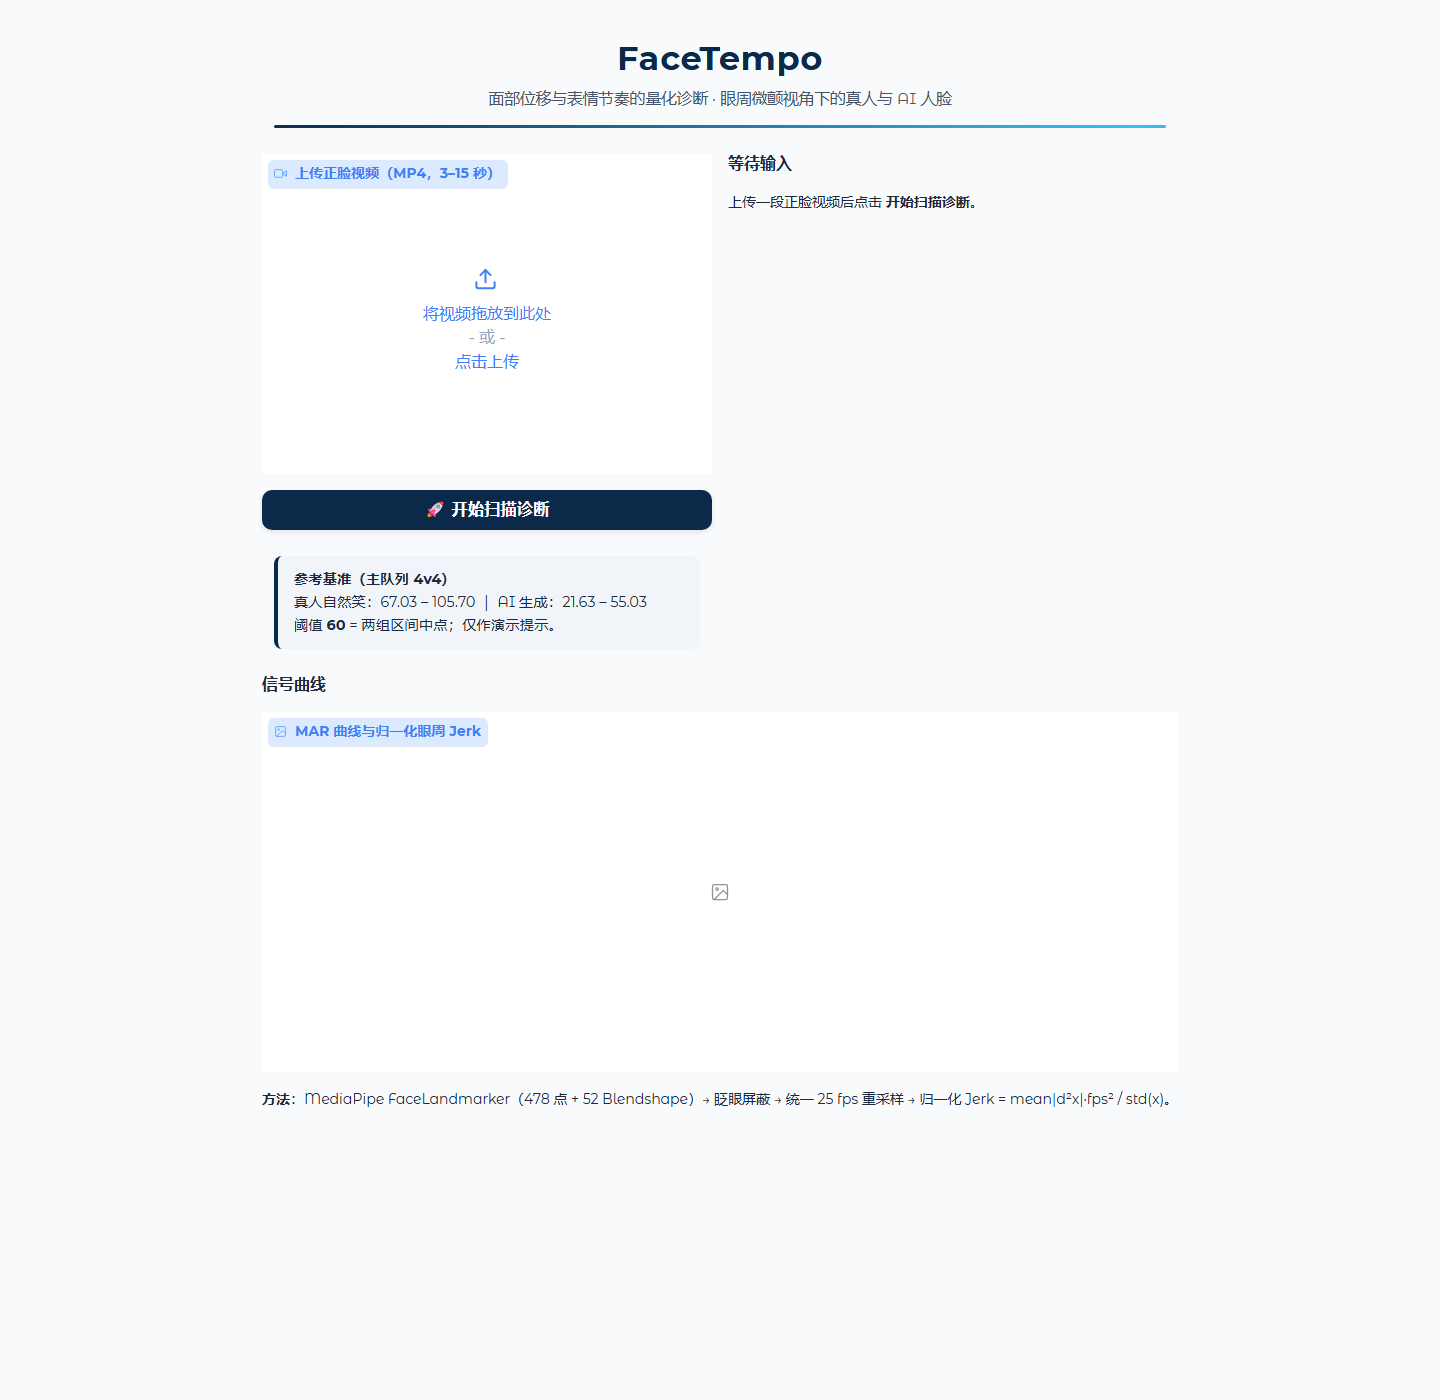 FaceTempo
面部位移与表情节奏的量化诊断 · 眼周微颤视角下的真人与 AI 人脸
上传正脸视频（MP4，3–15 秒）
将视频拖放到此处
- 或 -
点击上传
🚀 开始扫描诊断
等待输入
上传一段正脸视频后点击 开始扫描诊断。
参考基准（主队列 4v4）
真人自然笑：67.03 – 105.70 ｜ AI 生成：21.63 – 55.03
阈值 60 = 两组区间中点；仅作演示提示。
信号曲线
MAR 曲线与归一化眼周 Jerk
方法：MediaPipe FaceLandmarker（478 点 + 52 Blendshape）→ 眨眼屏蔽 → 统一 25 fps 重采样 → 归一化 Jerk = mean|d²x|·fps² / std(x)。